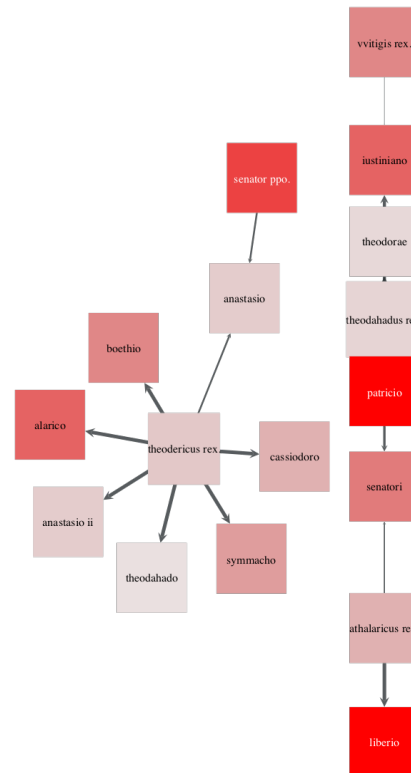 vvitigis rex.
iustiniano
senator ppo.
theodorae
anastasio
theodahadus re
boethio
patricio
alarico
theodericus rex.
cassiodoro
senatori
anastasio ii
symmacho
theodahado
athalaricus re
liberio